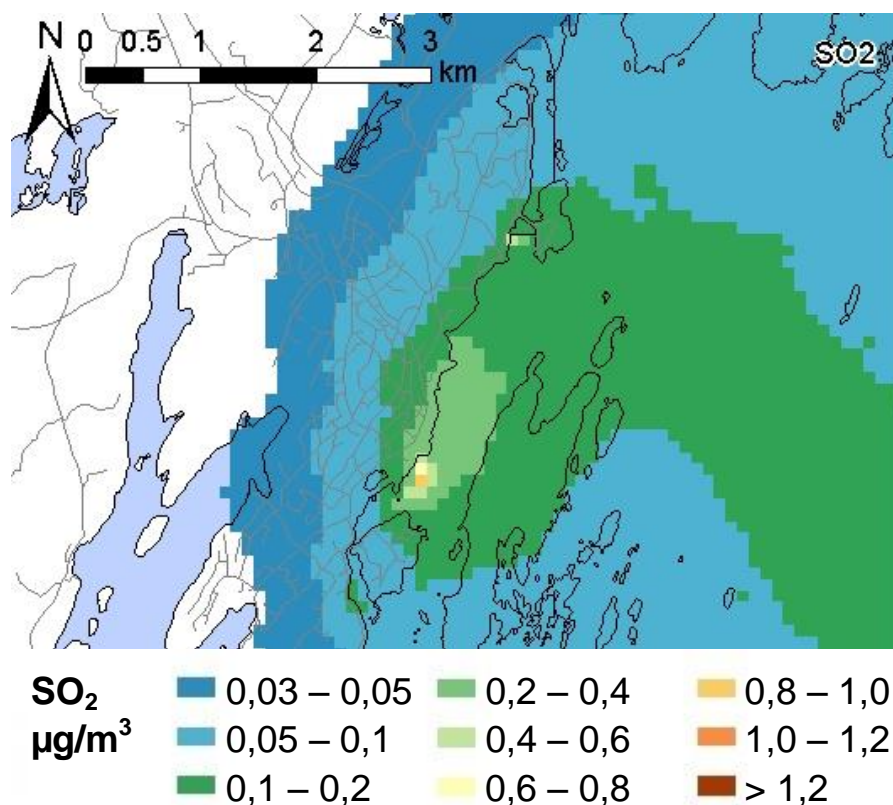 N 0 0.5 1 2 3
km
SO2
SO₂
µg/m³
0,03 – 0,05
0,05 – 0,1
0,1 – 0,2
0,2 – 0,4
0,4 – 0,6
0,6 – 0,8
0,8 – 1,0
1,0 – 1,2
> 1,2